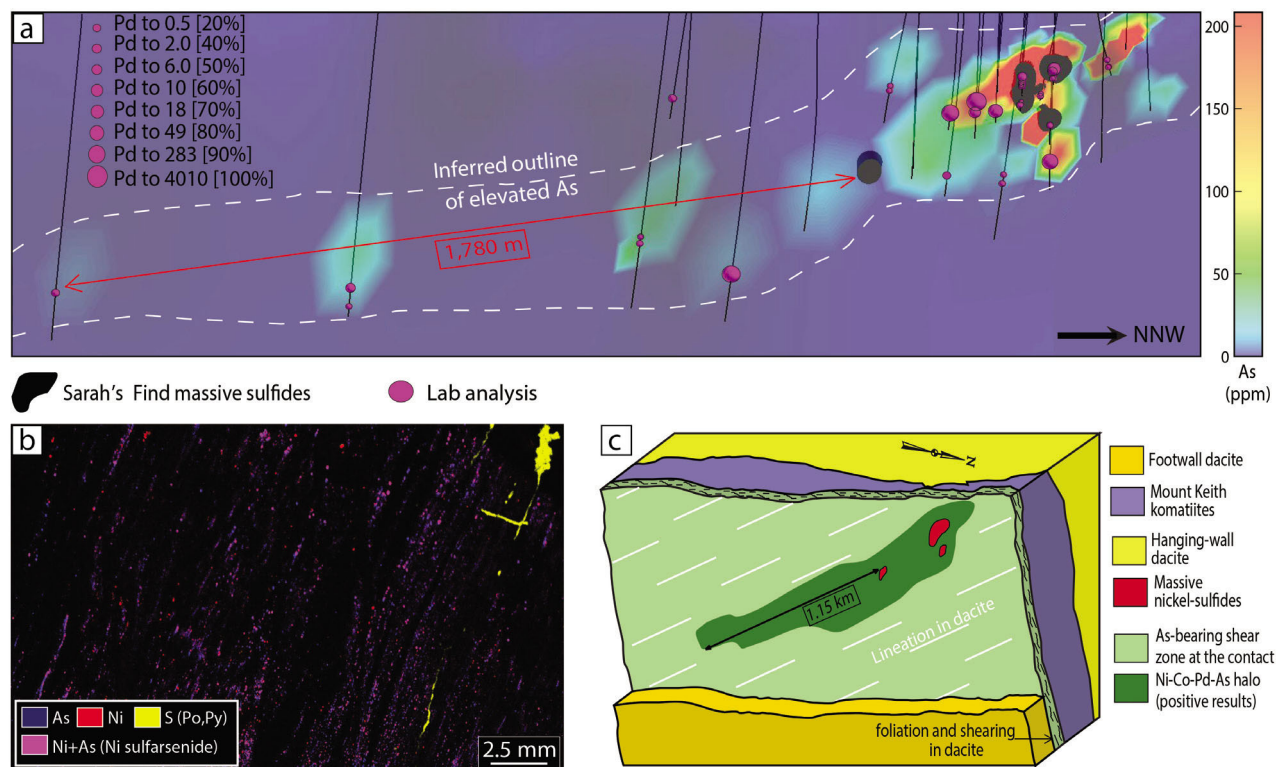 a
Pd to 0.5 [20%]
Pd to 2.0 [40%]
Pd to 6.0 [50%]
Pd to 10 [60%]
Pd to 18 [70%]
Pd to 49 [80%]
Pd to 283 [90%]
Pd to 4010 [100%]
Inferred outline
of elevated As
1,780 m
NNW
200
150
100
50
0
As
(ppm)
Sarah's Find massive sulfides
Lab analysis
b
As
Ni
S (Po,Py)
Ni+As (Ni sulfarsenide)
2.5 mm
c
N
1.15 km
Lineation in dacite
foliation and shearing
in dacite
Footwall dacite
Mount Keith
komatiites
Hanging-wall
dacite
Massive
nickel-sulfides
As-bearing shear
zone at the contact
Ni-Co-Pd-As halo
(positive results)